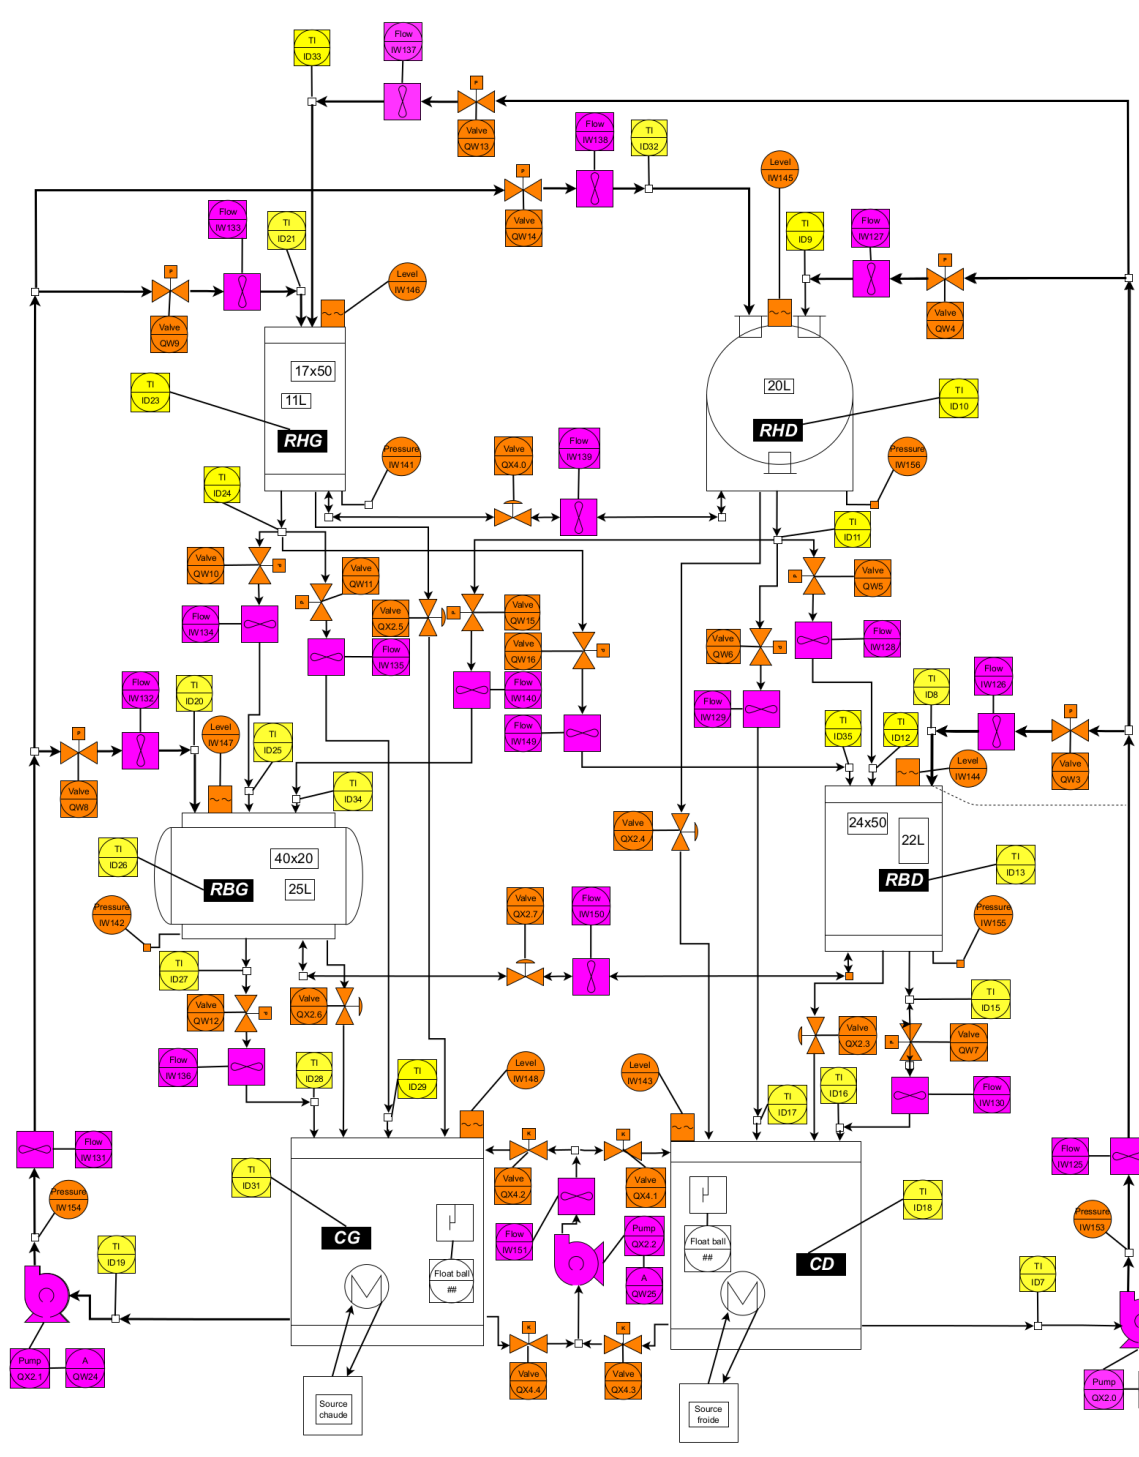 TI
ID33
Flow
IW137
P
Valve
QW13
Flow
IW138
TI
ID32
P
Valve
QW14
Level
IW145
Flow
IW133
TI
ID21
TI
ID9
Flow
IW127
P
Valve
QW9
Level
IW146
P
Valve
QW4
17x50
11L
RHG
TI
ID23
20L
RHD
TI
ID10
Pressure
IW141
Valve
QX4.0
Flow
IW139
Pressure
IW156
TI
ID24
TI
ID11
Valve
QW10
P
Valve
QW11
P
Valve
QX2.5
P
Valve
QW15
Valve
QW16
P
P
Valve
QW5
Flow
IW134
Flow
IW135
Flow
IW128
Valve
QW6
P
Flow
IW132
TI
ID20
Flow
IW140
Flow
IW149
Flow
IW129
TI
ID8
Flow
IW126
Level
IW147
TI
ID25
TI
ID35
TI
ID12
P
Valve
QW3
P
Valve
QW8
TI
ID34
Level
IW144
24x50
22L
RBD
TI
ID13
Valve
QX2.4
TI
ID26
40x20
25L
RBG
Pressure
IW142
Valve
QX2.7
Flow
IW150
Pressure
IW155
TI
ID27
Valve
QW12
P
Valve
QX2.6
TI
ID15
Valve
QX2.3
P
Valve
QW7
Flow
IW136
TI
ID28
TI
ID29
Level
IW148
Level
IW143
TI
ID17
TI
ID16
Flow
IW130
Flow
IW131
K
Valve
QX4.2
K
Valve
QX4.1
Flow
IW125
Pressure
IW154
TI
ID31
CG
Float ball
##
Flow
IW151
Pump
QX2.2
A
QW25
Float ball
##
CD
TI
ID18
Pressure
IW153
TI
ID19
TI
ID7
Pump
QX2.1
A
QW24
K
Valve
QX4.4
K
Valve
QX4.3
Pump
QX2.0
Source
chaude
Source
froide